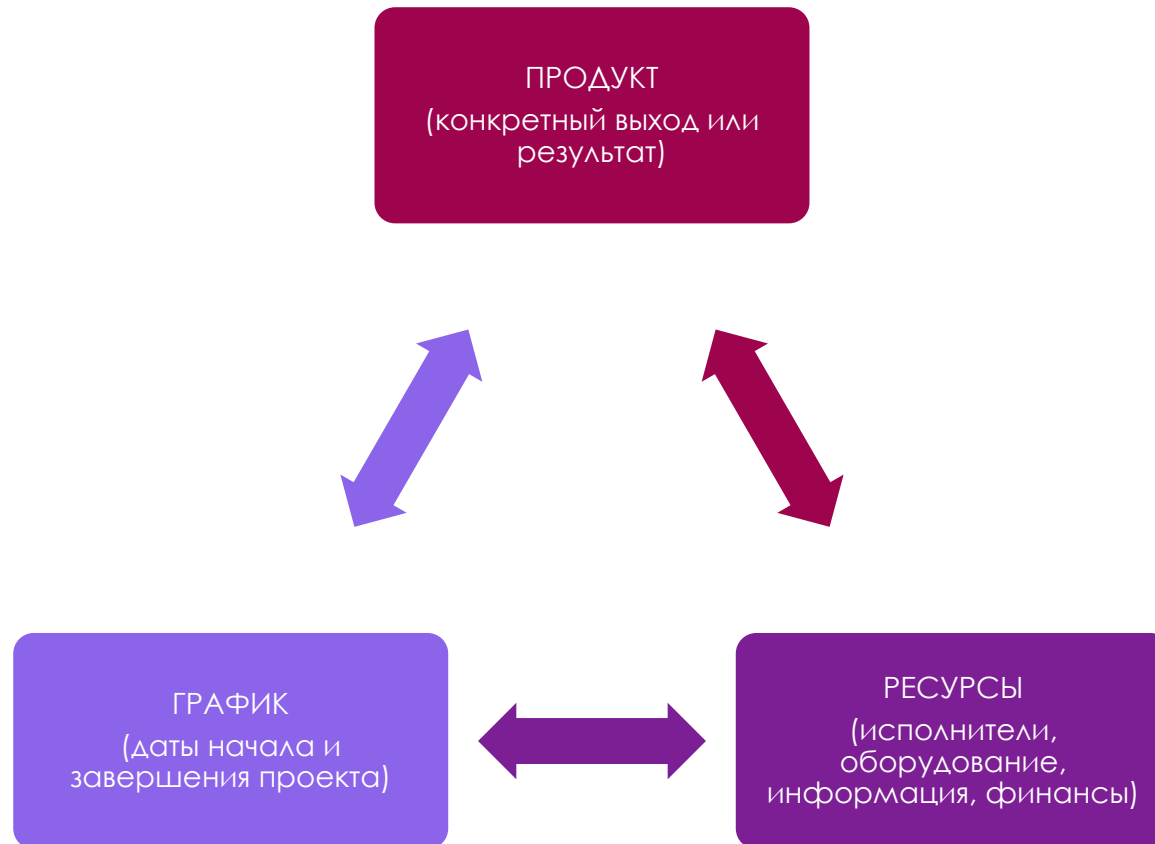 ПРОДУКТ
(конкретный выход или
результат)
ГРАФИК
(даты начала и
завершения проекта)
РЕСУРСЫ
(исполнители,
оборудование,
информация, финансы)